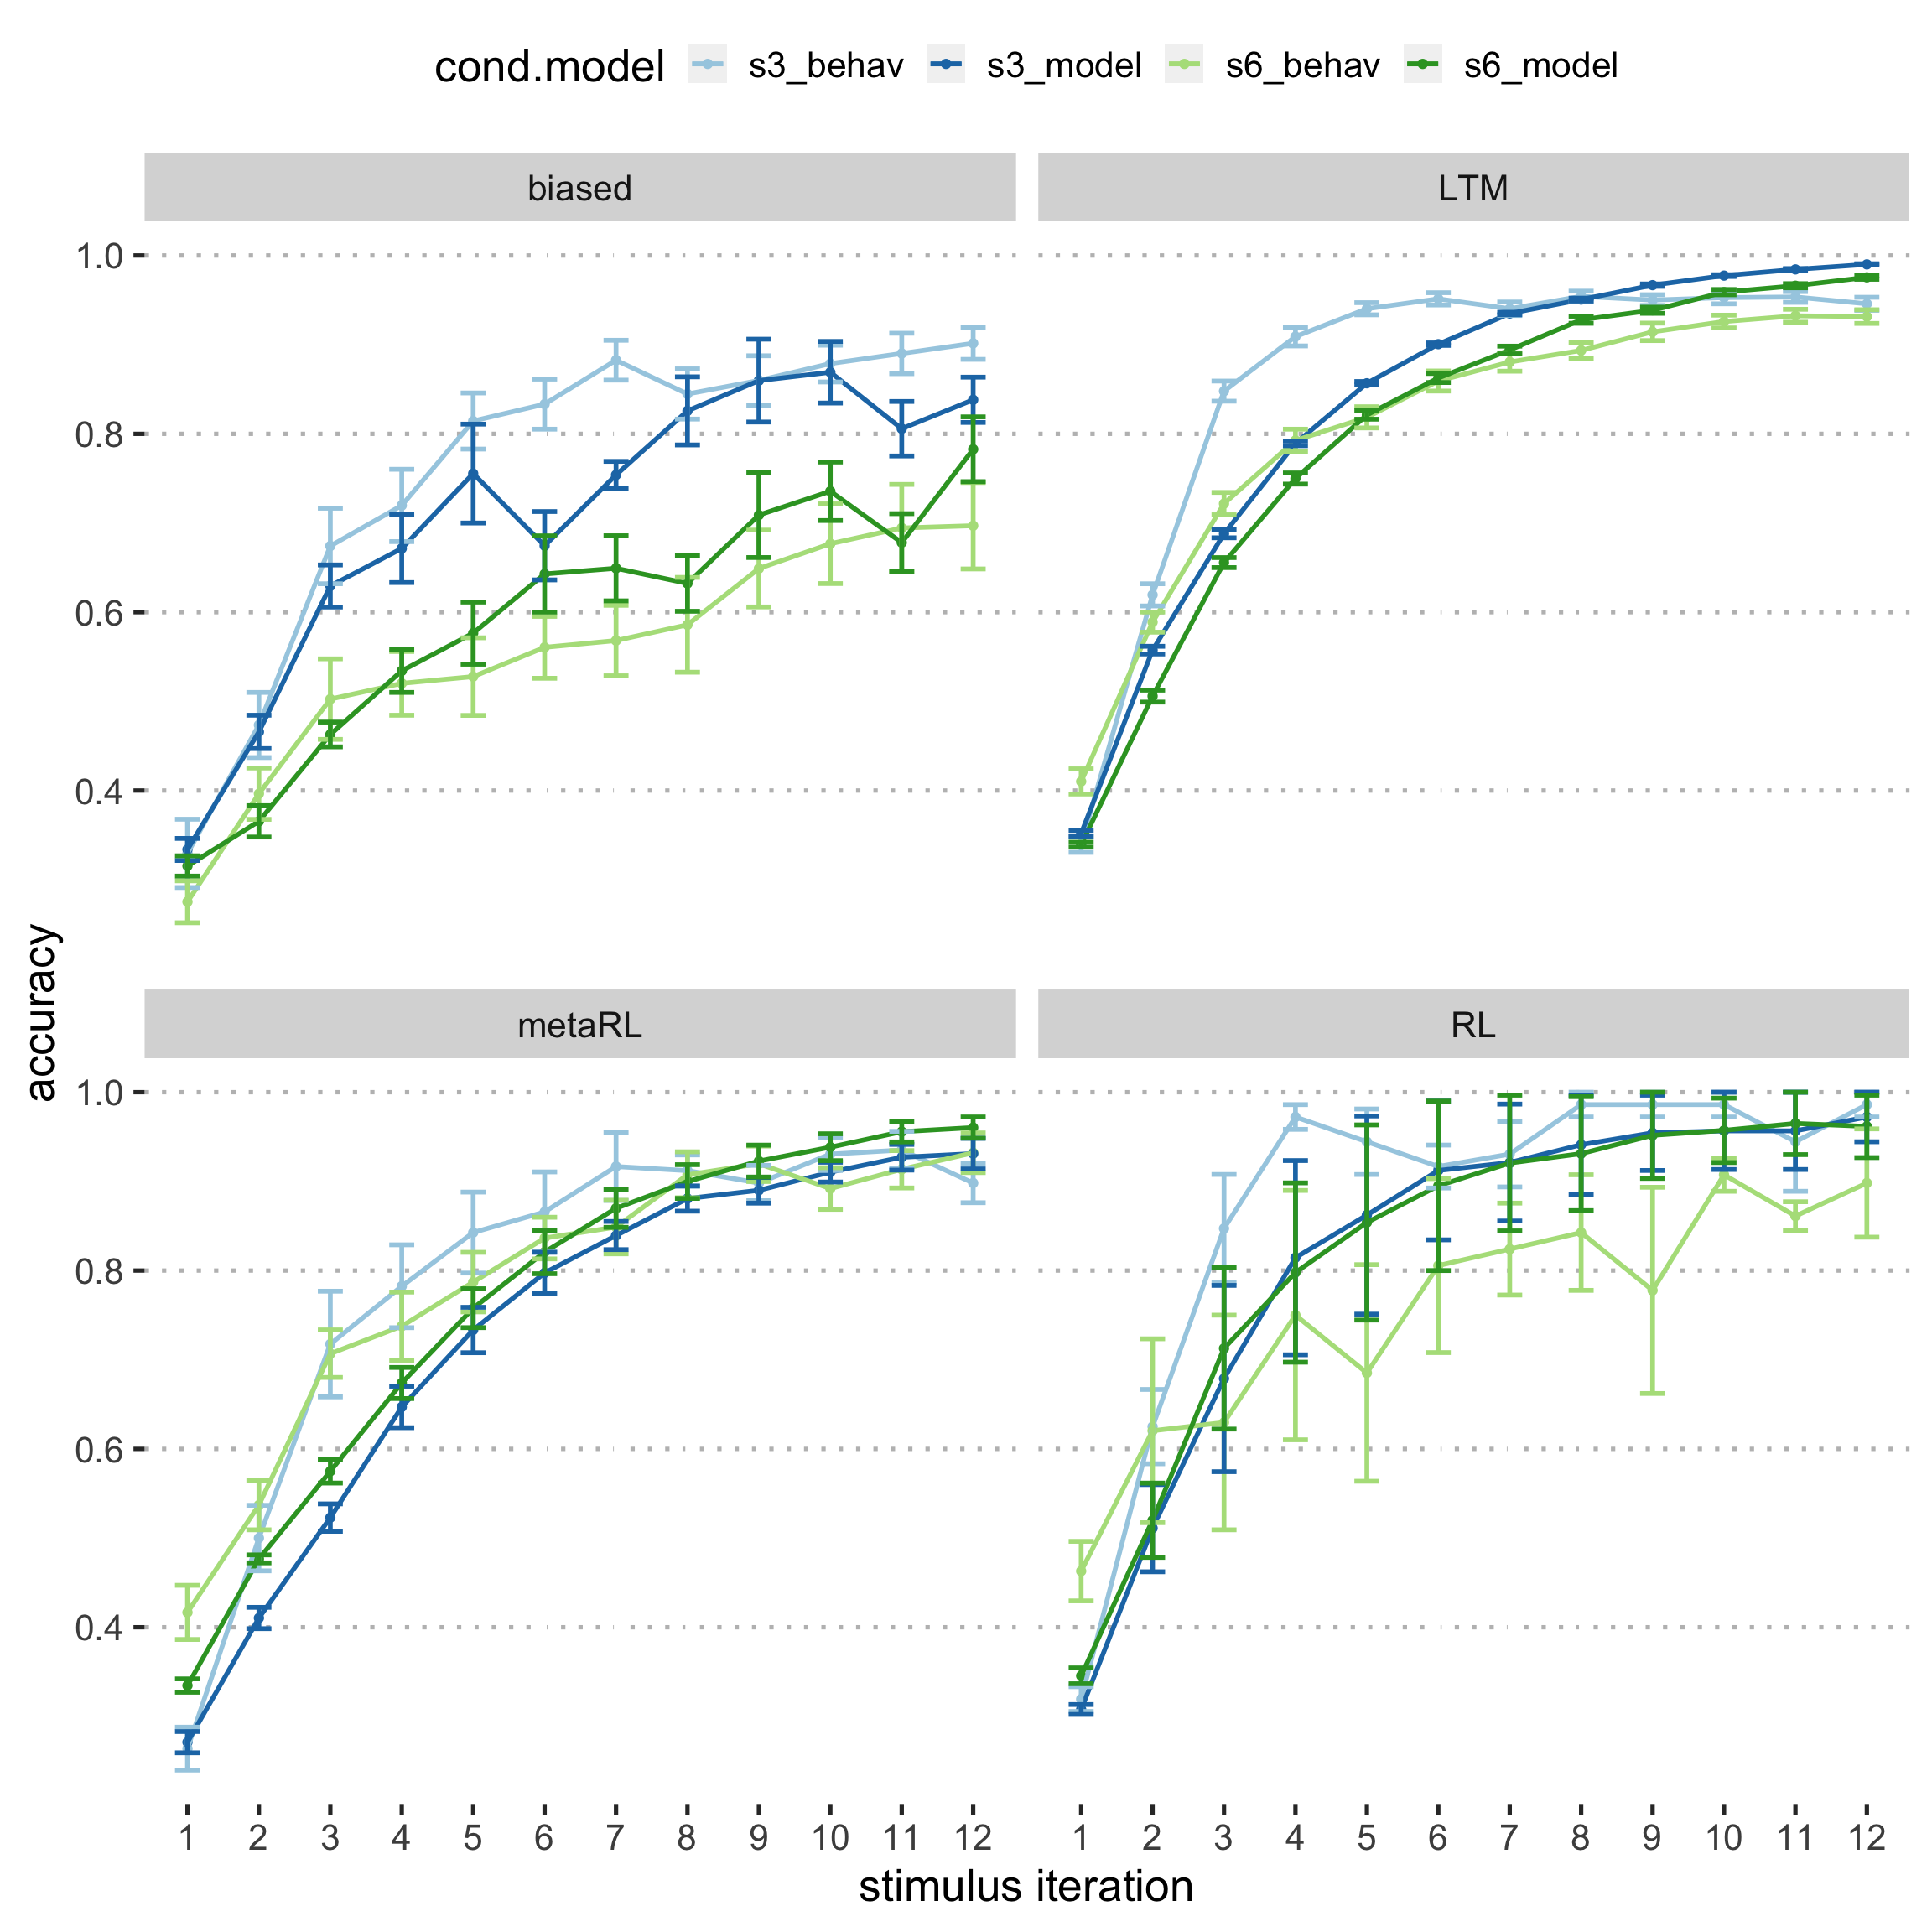 cond.model s3_behav s3_model s6_behav s6_model
biased LTM
1.0
0.8
0.6
0.4
accuracy
metaRL RL
1.0
0.8
0.6
0.4
1 2 3 4 5 6 7 8 9 10 11 12 1 2 3 4 5 6 7 8 9 10 11 12
stimulus iteration